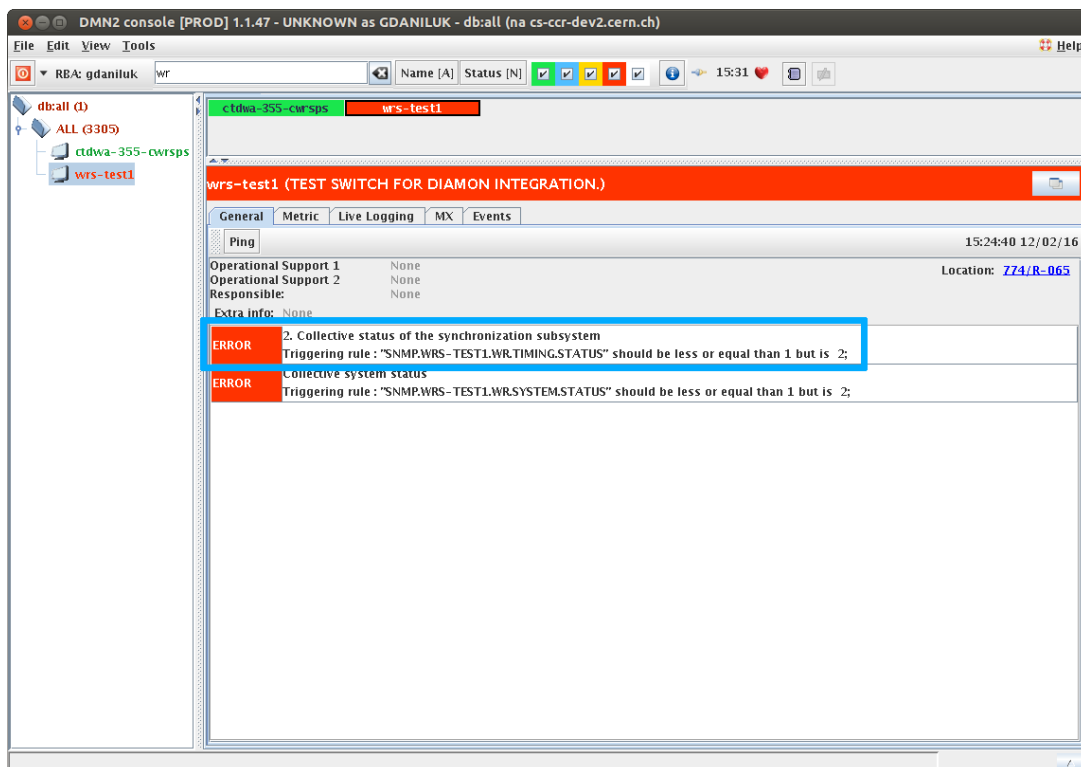 DMN2 console [PROD] 1.1.47 - UNKNOWN as GDANILUK - db:all (na cs-ccr-dev2.cern.ch)
File Edit View Tools Help
RBA: gdaniluk wr Name [A] Status [N] 15:31
db:all (1)
ALL (3305)
ctdwa-355-cwrsps
wrs-test1
ctdwa-355-cwrsps wrs-test1
wrs-test1 (TEST SWITCH FOR DIAMON INTEGRATION.)
General Metric Live Logging MX Events
Ping 15:24:40 12/02/16
Operational Support 1 None
Operational Support 2 None
Responsible: None
Location: 774/R-065
Extra info: None
ERROR
2. Collective status of the synchronization subsystem
Triggering rule : "SNMP.WRS-TEST1.WR.TIMING.STATUS" should be less or equal than 1 but is 2;
ERROR
Collective system status
Triggering rule : "SNMP.WRS-TEST1.WR.SYSTEM.STATUS" should be less or equal than 1 but is 2;